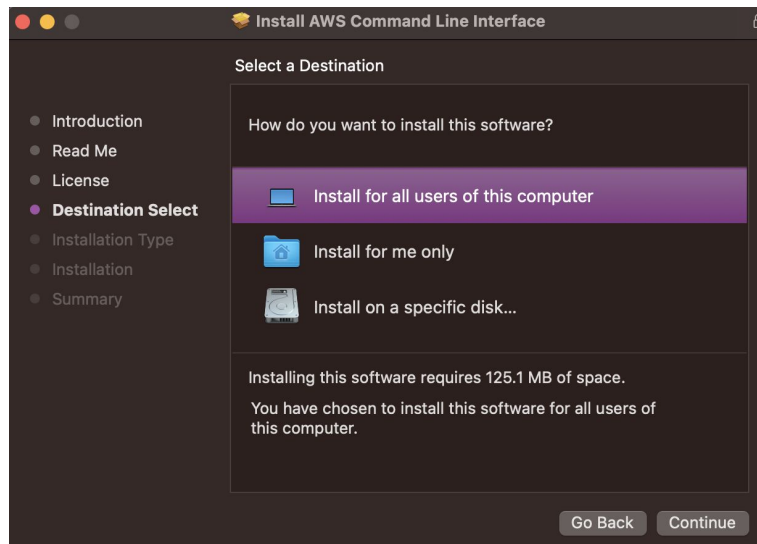 Install AWS Command Line Interface
Select a Destination
Introduction
Read Me
License
Destination Select
Installation Type
Installation
Summary
How do you want to install this software?
Install for all users of this computer
Install for me only
Install on a specific disk...
Installing this software requires 125.1 MB of space.
You have chosen to install this software for all users of
this computer.
Go Back
Continue